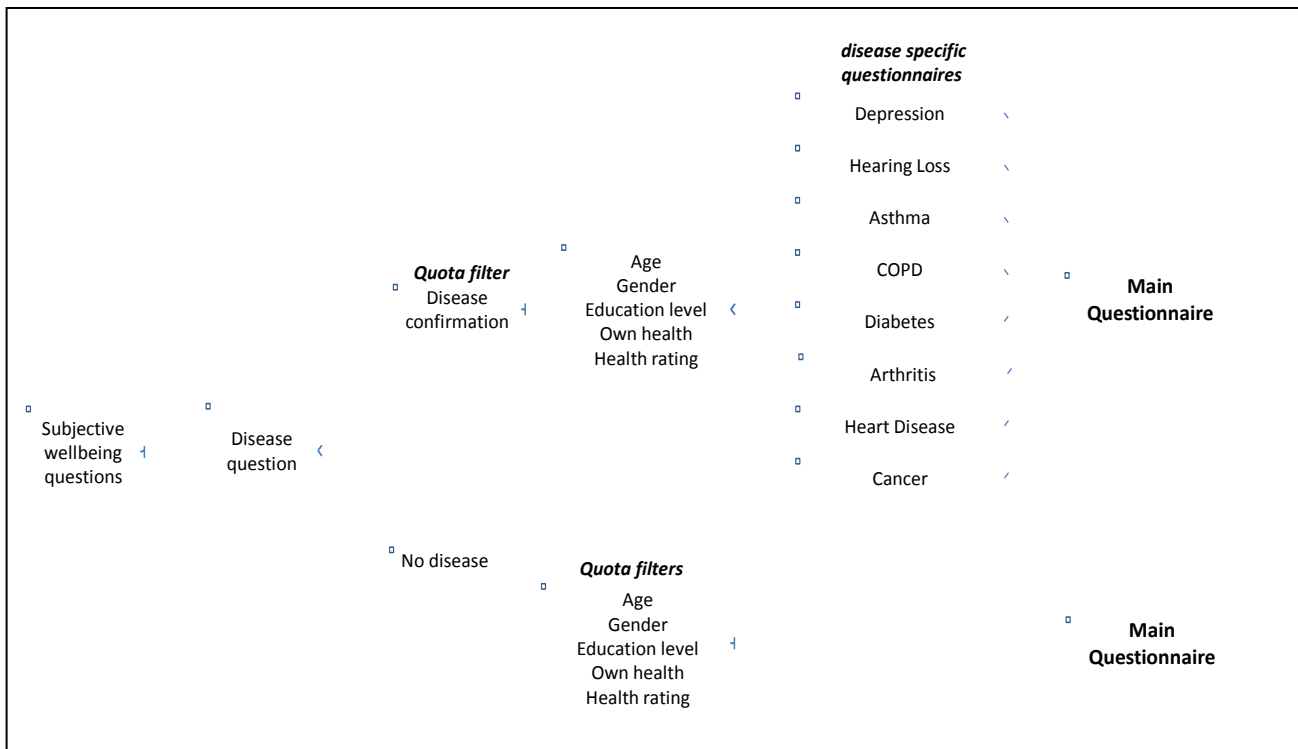 Subjective
wellbeing
questions
Disease
question
Quota filter
Disease
confirmation
Age
Gender
Education level
Own health
Health rating
disease specific
questionnaires
Depression
Hearing Loss
Asthma
COPD
Diabetes
Arthritis
Heart Disease
Cancer
Main
Questionnaire
No disease
Quota filters
Age
Gender
Education level
Own health
Health rating
Main
Questionnaire